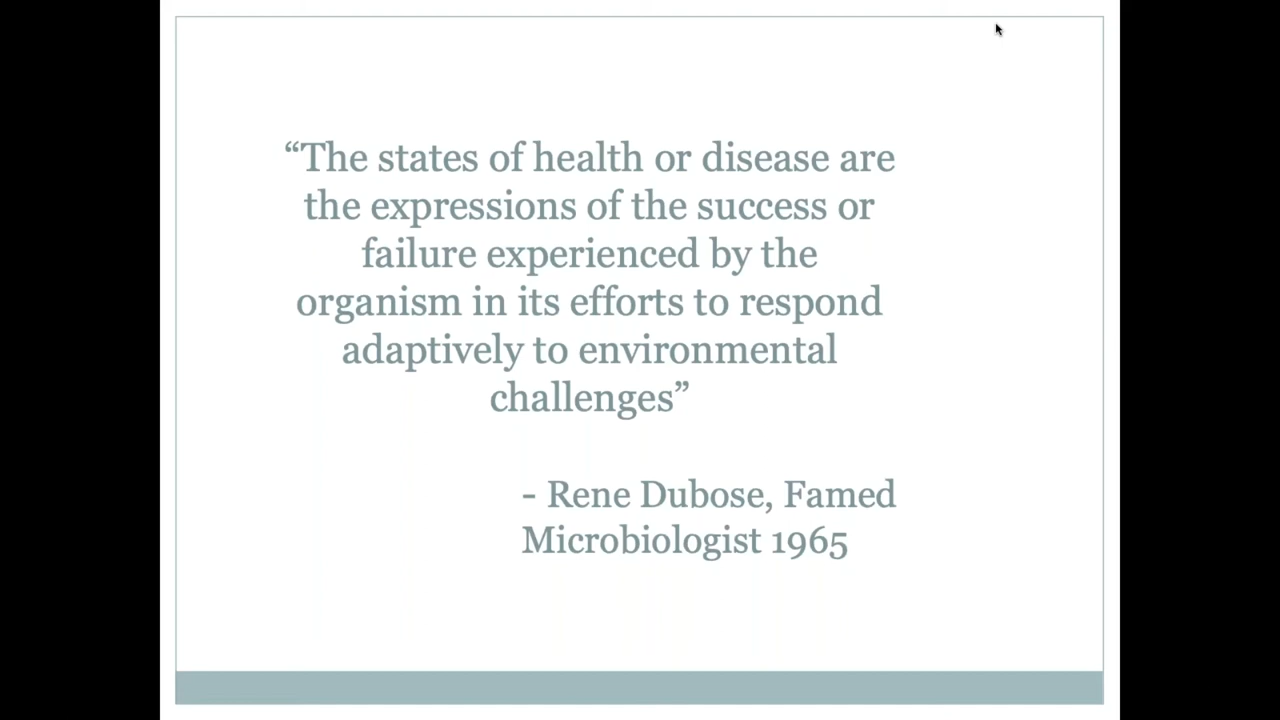 “The states of health or disease are
the expressions of the success or
failure experienced by the
organism in its efforts to respond
adaptively to environmental
challenges”
- Rene Dubose, Famed
Microbiologist 1965